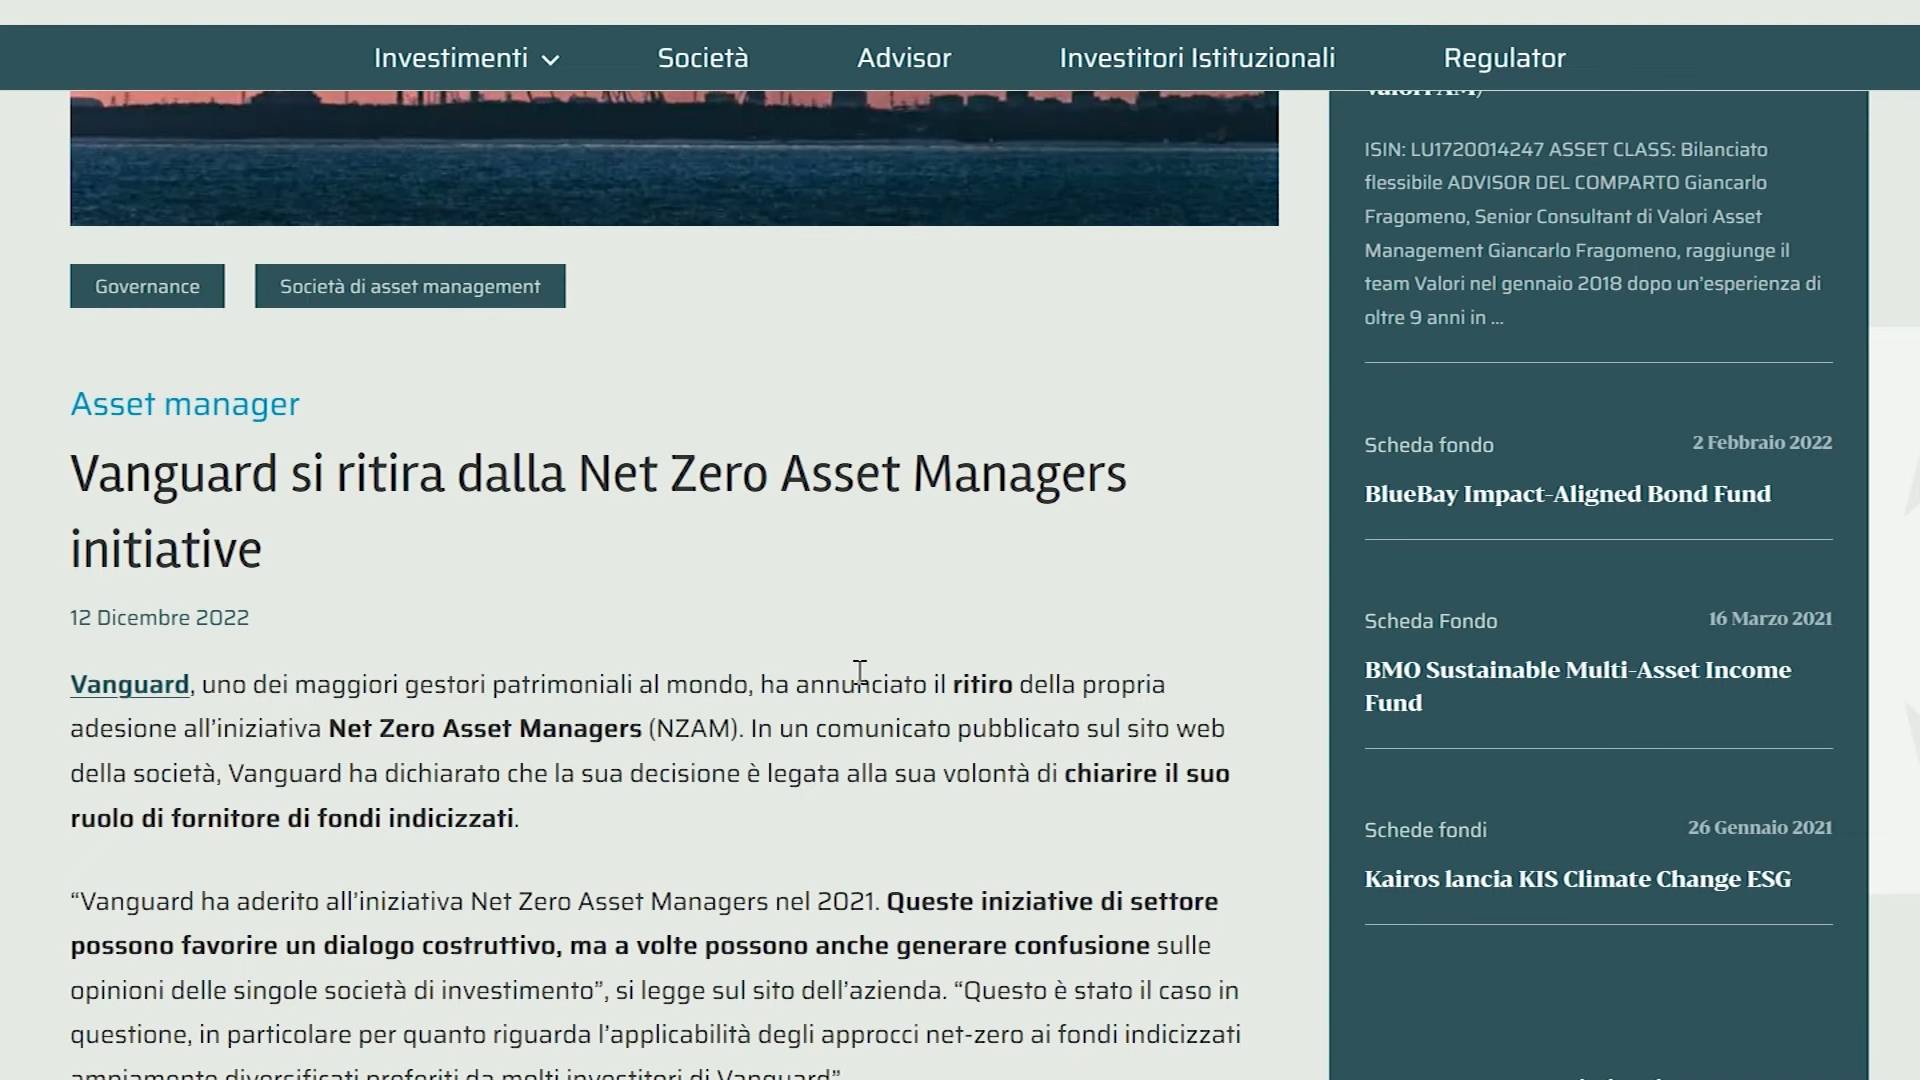 Investimenti
Società
Advisor
Investitori Istituzionali
Regulator
Governance
Società di asset management
Asset manager
Vanguard si ritira dalla Net Zero Asset Managers
initiative
12 Dicembre 2022
Vanguard, uno dei maggiori gestori patrimoniali al mondo, ha annunciato il ritiro della propria
adesione all’iniziativa Net Zero Asset Managers (NZAM). In un comunicato pubblicato sul sito web
della società, Vanguard ha dichiarato che la sua decisione è legata alla sua volontà di chiarire il suo
ruolo di fornitore di fondi indicizzati.
“Vanguard ha aderito all’iniziativa Net Zero Asset Managers nel 2021. Queste iniziative di settore
possono favorire un dialogo costruttivo, ma a volte possono anche generare confusione sulle
opinioni delle singole società di investimento”, si legge sul sito dell’azienda. “Questo è stato il caso in
questione, in particolare per quanto riguarda l’applicabilità degli approcci net-zero ai fondi indicizzati
ampiamente diversificati preferiti da molti investitori di Vanguard”
Valori AM)
ISIN: LU1720014247 ASSET CLASS: Bilanciato
flessibile ADVISOR DEL COMPARTO Giancarlo
Fragomeno, Senior Consultant di Valori Asset
Management Giancarlo Fragomeno, raggiunge il
team Valori nel gennaio 2018 dopo un’esperienza di
oltre 9 anni in ...
Scheda fondo
2 Febbraio 2022
BlueBay Impact-Aligned Bond Fund
Scheda Fondo
16 Marzo 2021
BMO Sustainable Multi-Asset Income
Fund
Schede fondi
26 Gennaio 2021
Kairos lancia KIS Climate Change ESG